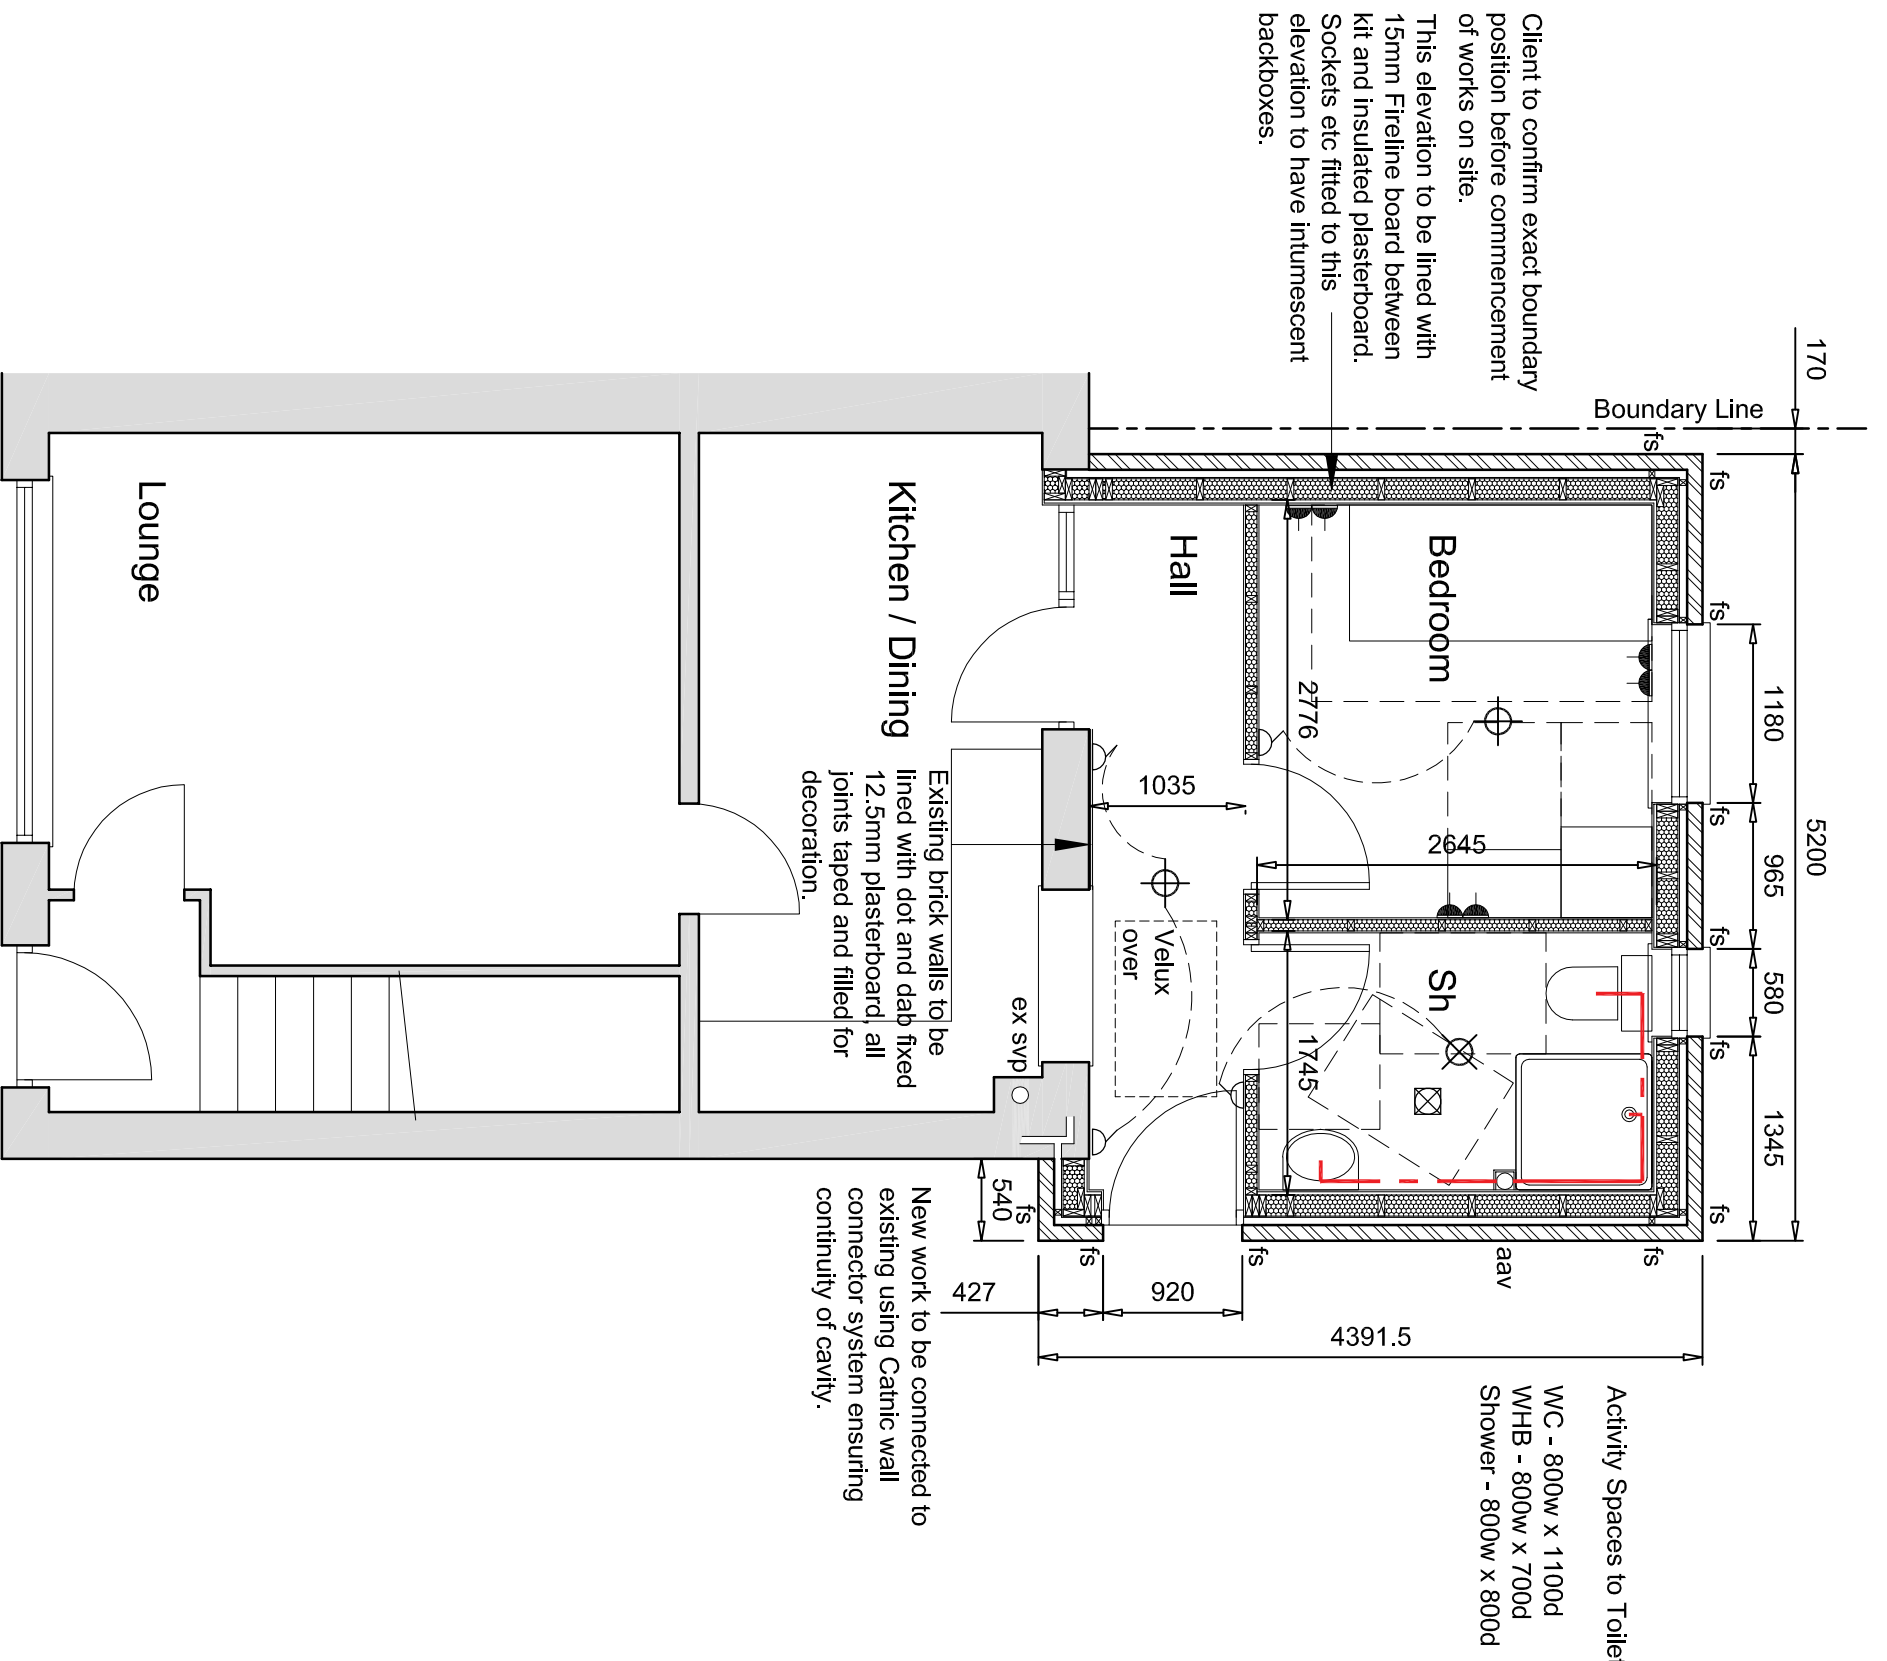 Client to confirm exact boundary
position before commencement
of works on site.
This elevation to be lined with
15mm Fireline board between
kit and insulated plasterboard.
Sockets etc fitted to this
elevation to have intumescent
backboxes.
170
Boundary Line
5200
fs
fs
fs
1180
fs
965
fs
580
fs
1345
fs
Bedroom
2776
2645
Hall
1035
Velux
over
Sh
1745
Kitchen / Dining
Existing brick walls to be
lined with dot and dab fixed
12.5mm plasterboard, all
joints taped and filled for
decoration.
ex svp
Lounge
540
fs
fs
fs
aav
fs
427
920
4391.5
New work to be connected to
existing using Catnic wall
connector system ensuring
continuity of cavity.
Activity Spaces to Toilet
WC - 800w x 1100d
WHB - 800w x 700d
Shower - 800w x 800d